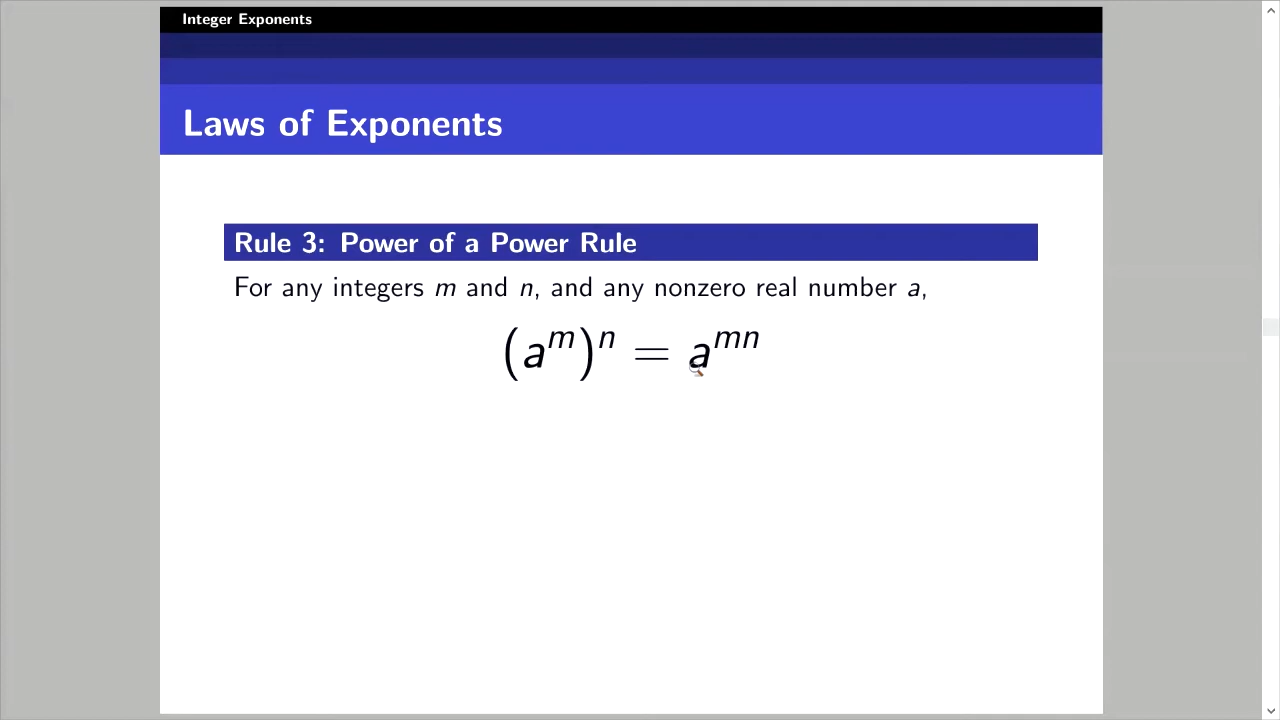 Integer Exponents
Laws of Exponents
Rule 3: Power of a Power Rule
For any integers m and n, and any nonzero real number a,
(a^m)^n = a^{mn}